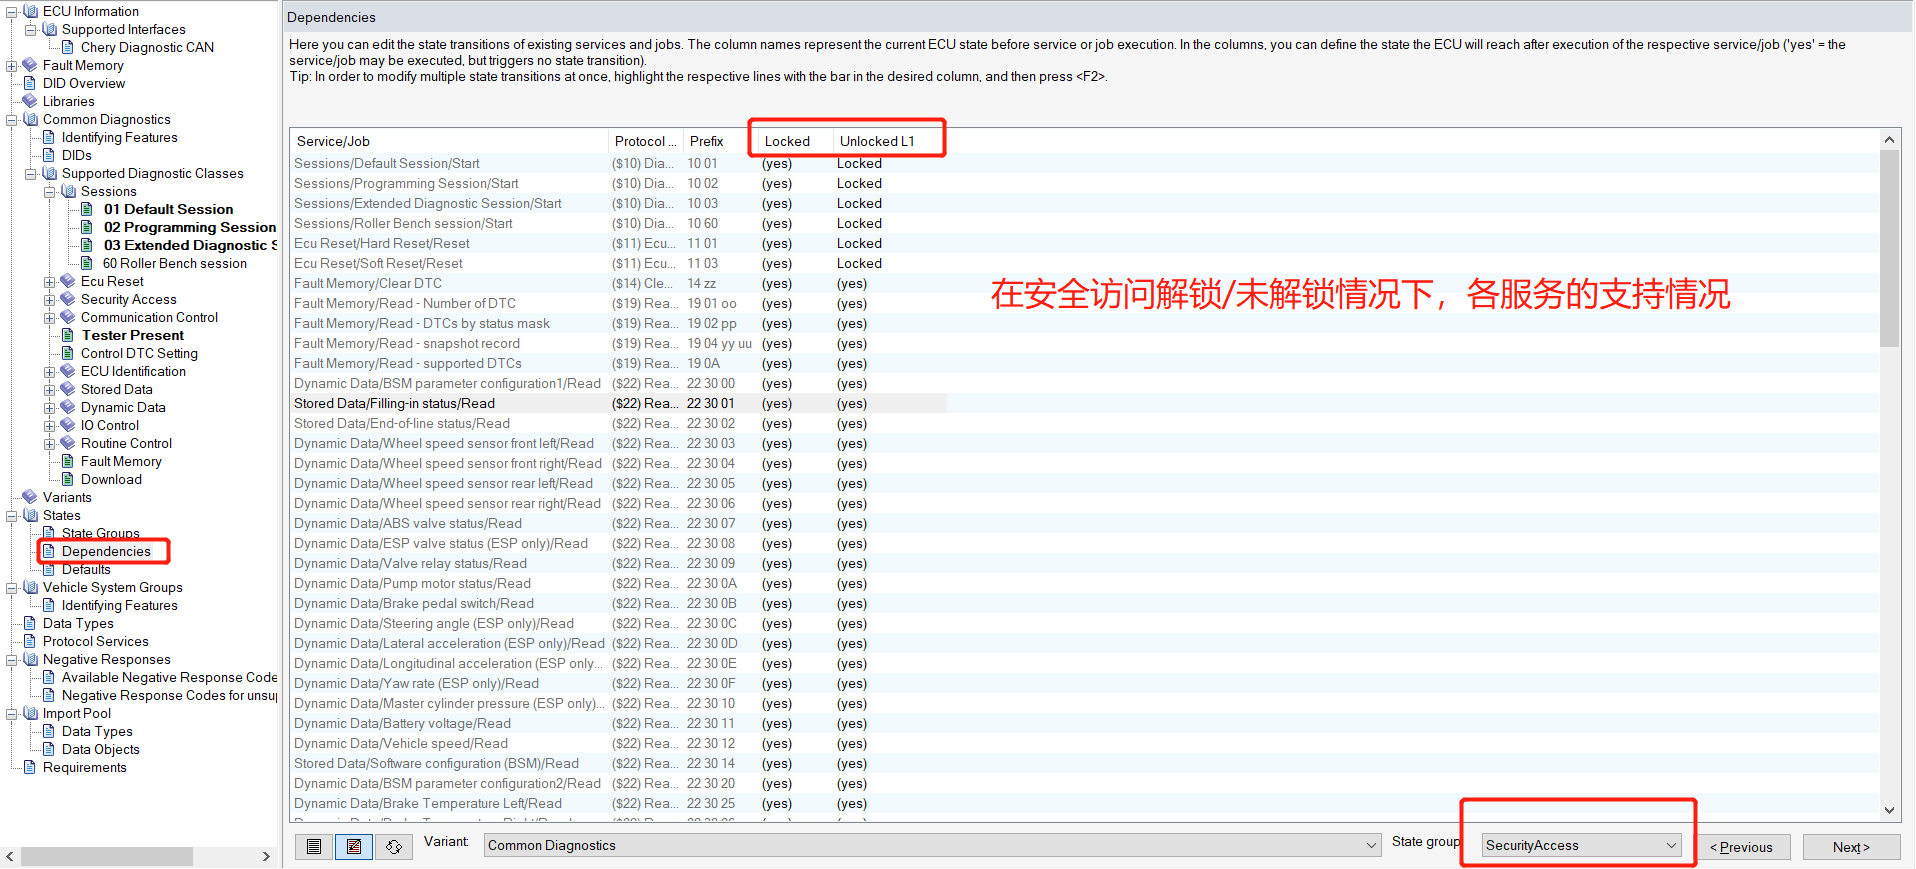 ECU Information
Supported Interfaces
Chery Diagnostic CAN
Fault Memory
DID Overview
Libraries
Common Diagnostics
Identifying Features
DIDs
Supported Diagnostic Classes
Sessions
01 Default Session
02 Programming Session
03 Extended Diagnostic S
60 Roller Bench session
Ecu Reset
Security Access
Communication Control
Tester Present
Control DTC Setting
ECU Identification
Stored Data
Dynamic Data
IO Control
Routine Control
Fault Memory
Download
Variants
States
State Groups
Dependencies
Defaults
Vehicle System Groups
Identifying Features
Data Types
Protocol Services
Negative Responses
Available Negative Response Code
Negative Response Codes for unsup
Import Pool
Data Types
Data Objects
Requirements
Dependencies
Here you can edit the state transitions of existing services and jobs. The column names represent the current ECU state before service or job execution. In the columns, you can define the state the ECU will reach after execution of the respective service/job ('yes' = the
service/job may be executed, but triggers no state transition).
Tip: In order to modify multiple state transitions at once, highlight the respective lines with the bar in the desired column, and then press <F2>.
Service/Job Protocol ... Prefix Locked Unlocked L1
Sessions/Default Session/Start ($10) Dia... 10 01 (yes) Locked
Sessions/Programming Session/Start ($10) Dia... 10 02 (yes) Locked
Sessions/Extended Diagnostic Session/Start ($10) Dia... 10 03 (yes) Locked
Sessions/Roller Bench session/Start ($10) Dia... 10 60 (yes) Locked
Ecu Reset/Hard Reset/Reset ($11) Ecu... 11 01 (yes) Locked
Ecu Reset/Soft Reset/Reset ($11) Ecu... 11 03 (yes) Locked
Fault Memory/Clear DTC ($14) Cle... 14 zz (yes) (yes)
在安全访问解锁/未解锁情况下，各服务的支持情况
Fault Memory/Read - Number of DTC ($19) Rea... 19 01 oo (yes) (yes)
Fault Memory/Read - DTCs by status mask ($19) Rea... 19 02 pp (yes) (yes)
Fault Memory/Read - snapshot record ($19) Rea... 19 04 yy uu (yes) (yes)
Fault Memory/Read - supported DTCs ($19) Rea... 19 0A (yes) (yes)
Dynamic Data/BSM parameter configuration1/Read ($22) Rea... 22 30 00 (yes) (yes)
Stored Data/Filling-in status/Read ($22) Rea... 22 30 01 (yes) (yes)
Stored Data/End-of-line status/Read ($22) Rea... 22 30 02 (yes) (yes)
Dynamic Data/Wheel speed sensor front left/Read ($22) Rea... 22 30 03 (yes) (yes)
Dynamic Data/Wheel speed sensor front right/Read ($22) Rea... 22 30 04 (yes) (yes)
Dynamic Data/Wheel speed sensor rear left/Read ($22) Rea... 22 30 05 (yes) (yes)
Dynamic Data/Wheel speed sensor rear right/Read ($22) Rea... 22 30 06 (yes) (yes)
Dynamic Data/ABS valve status/Read ($22) Rea... 22 30 07 (yes) (yes)
Dynamic Data/ESP valve status (ESP only)/Read ($22) Rea... 22 30 08 (yes) (yes)
Dynamic Data/Valve relay status/Read ($22) Rea... 22 30 09 (yes) (yes)
Dynamic Data/Pump motor status/Read ($22) Rea... 22 30 0A (yes) (yes)
Dynamic Data/Brake pedal switch/Read ($22) Rea... 22 30 0B (yes) (yes)
Dynamic Data/Steering angle (ESP only)/Read ($22) Rea... 22 30 0C (yes) (yes)
Dynamic Data/Lateral acceleration (ESP only)/Read ($22) Rea... 22 30 0D (yes) (yes)
Dynamic Data/Longitudinal acceleration (ESP only... ($22) Rea... 22 30 0E (yes) (yes)
Dynamic Data/Yaw rate (ESP only)/Read ($22) Rea... 22 30 0F (yes) (yes)
Dynamic Data/Master cylinder pressure (ESP only)... ($22) Rea... 22 30 10 (yes) (yes)
Dynamic Data/Battery voltage/Read ($22) Rea... 22 30 11 (yes) (yes)
Dynamic Data/Vehicle speed/Read ($22) Rea... 22 30 12 (yes) (yes)
Stored Data/Software configuration (BSM)/Read ($22) Rea... 22 30 14 (yes) (yes)
Dynamic Data/BSM parameter configuration2/Read ($22) Rea... 22 30 20 (yes) (yes)
Dynamic Data/Brake Temperature Left/Read ($22) Rea... 22 30 25 (yes) (yes)
Variant: Common Diagnostics State group SecurityAccess < Previous Next >